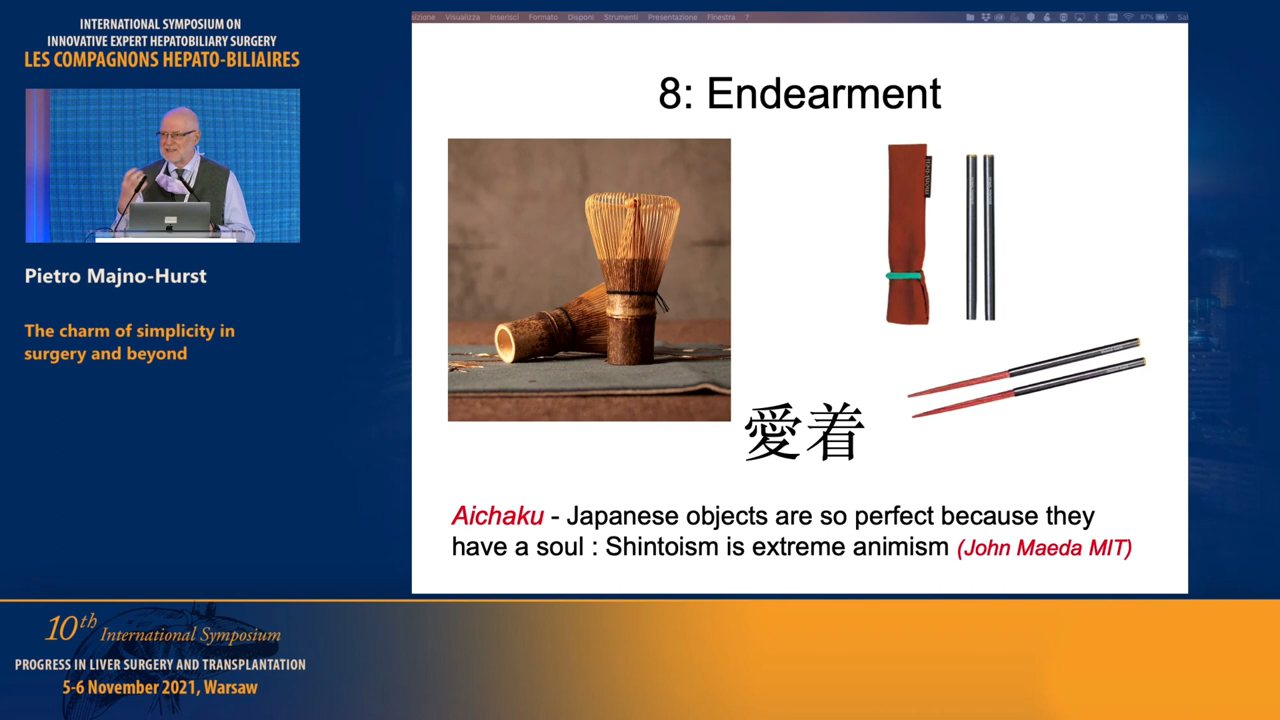 INTERNATIONAL SYMPOSIUM ON
INNOVATIVE EXPERT HEPATOBILIARY SURGERY
LES COMPAGNONS HEPATO-BILIAIRES
Pietro Majno-Hurst
The charm of simplicity in
surgery and beyond
10th International Symposium
PROGRESS IN LIVER SURGERY AND TRANSPLANTATION
5-6 November 2021, Warsaw
Visualizza Inserisci Formato Disponi Strumenti Presentazione Finestra ?
87%
8: Endearment
愛着
Aichaku - Japanese objects are so perfect because they
have a soul : Shintoism is extreme animism (John Maeda MIT)